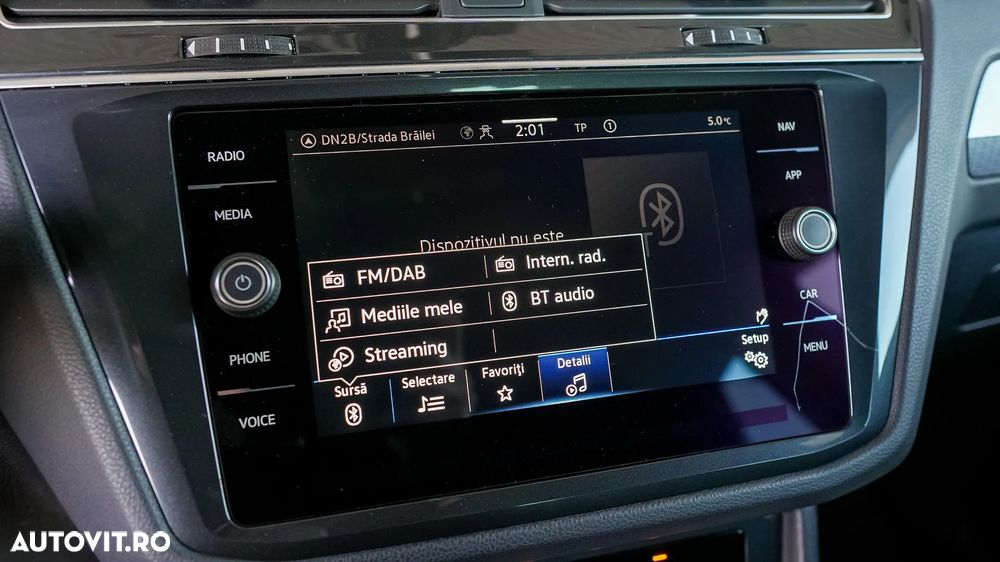 DN2B/Strada Brăilei 2:01 TP 1 5.0°C
RADIO
MEDIA
PHONE
VOICE
NAV
APP
CAR
MENU
Dispozitivul nu este
FM/DAB
Intern. rad.
Mediile mele
BT audio
Streaming
Sursă
Selectare
Favoriți
Detalii
Setup
AUTOVIT.RO